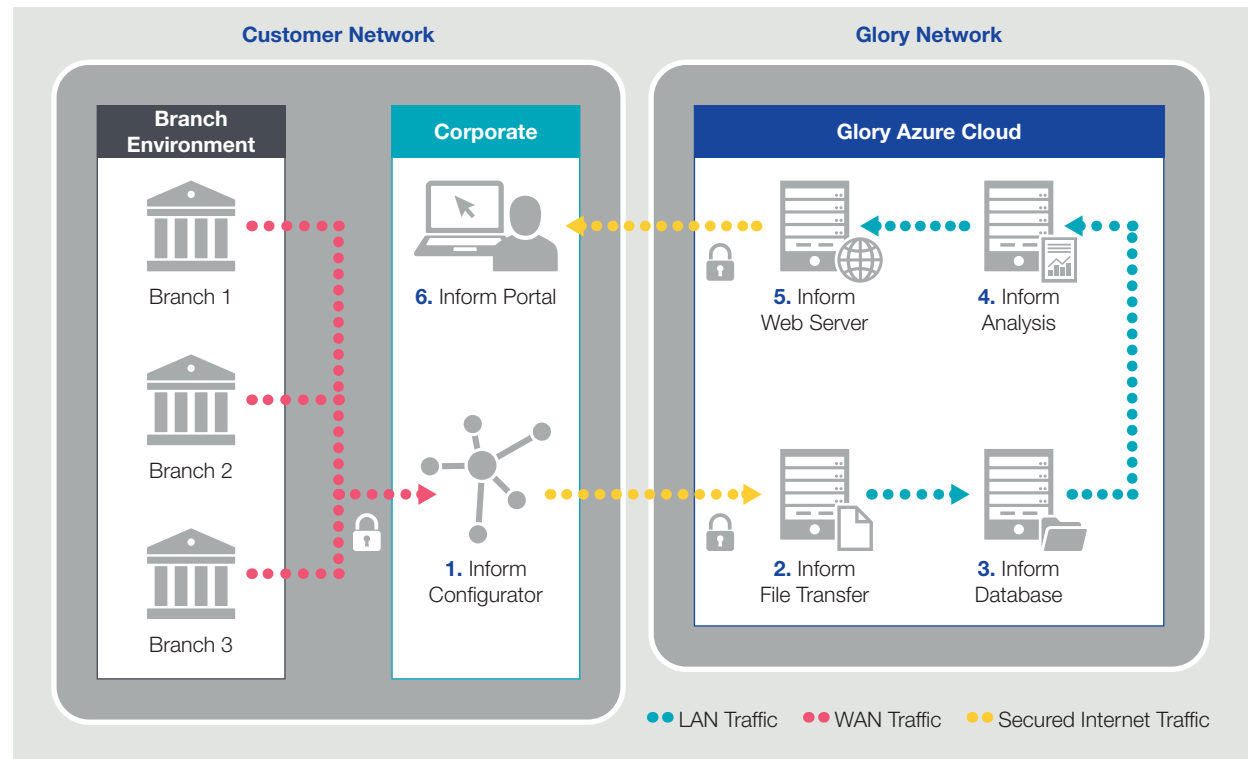 Customer Network
Glory Network
Branch
Environment
Corporate
Glory Azure Cloud
Branch 1
6. Inform Portal
5. Inform
Web Server
4. Inform
Analysis
Branch 2
Branch 3
1. Inform
Configurator
2. Inform
File Transfer
3. Inform
Database
LAN Traffic
WAN Traffic
Secured Internet Traffic